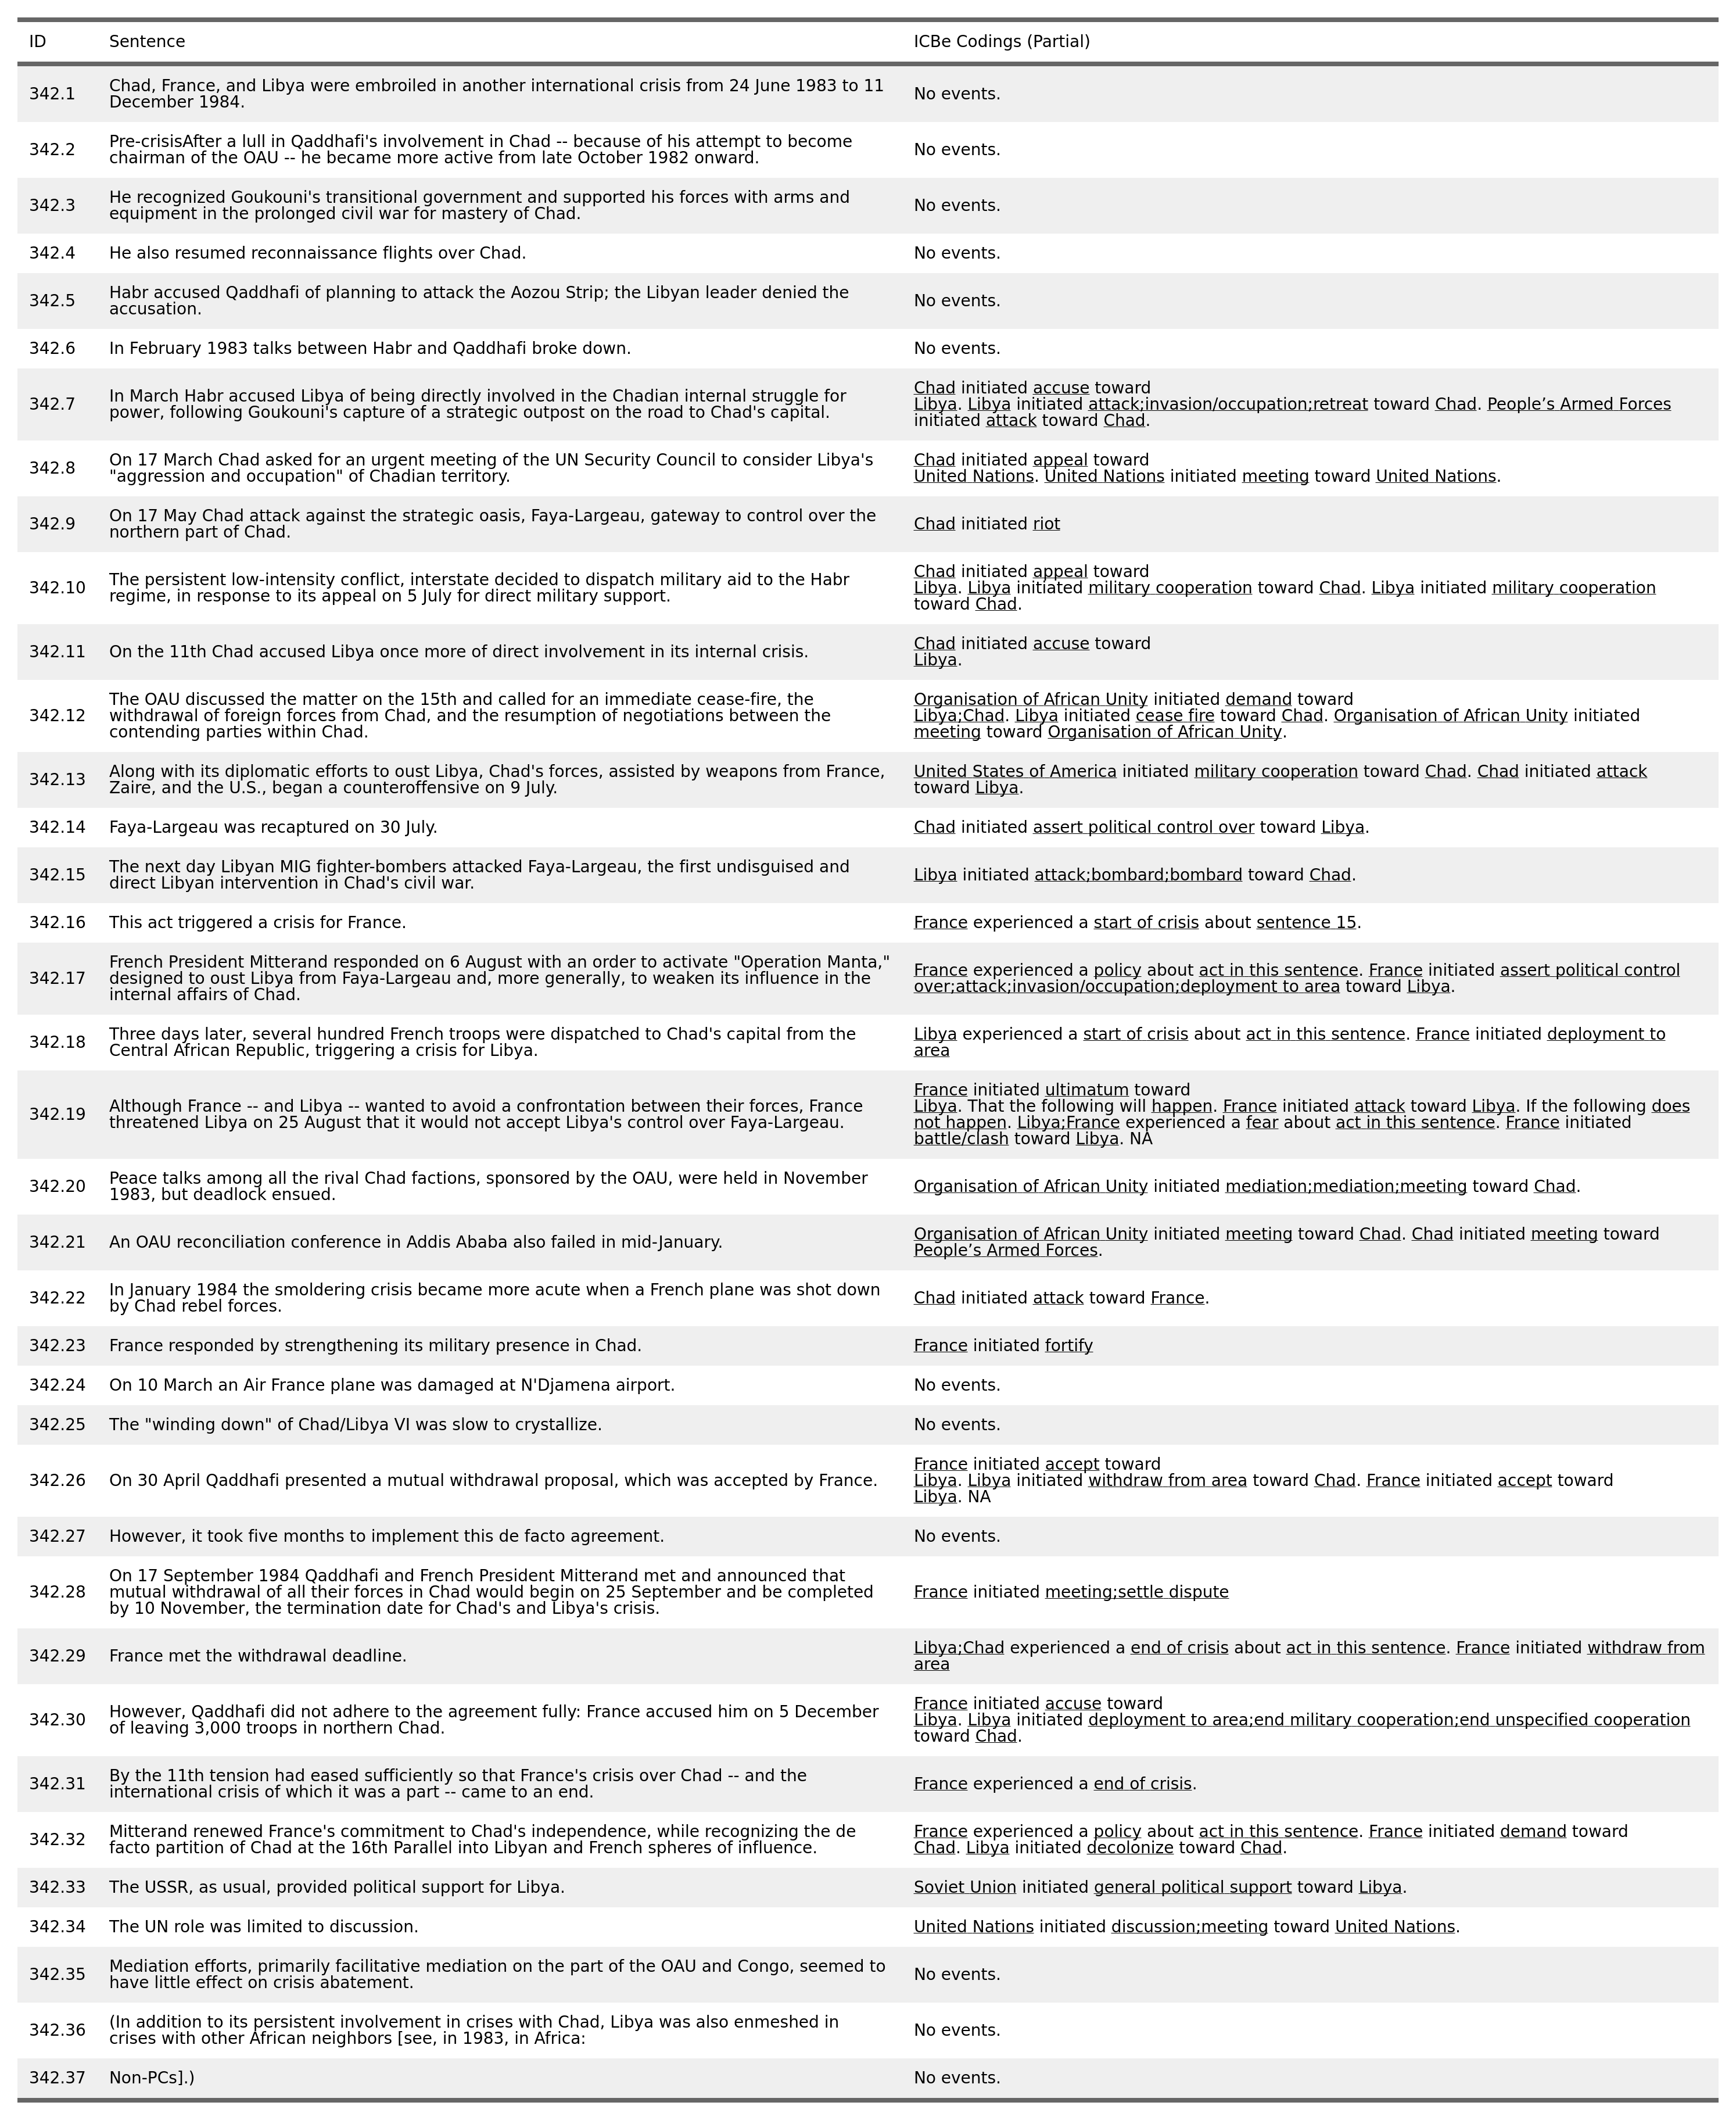 ID Sentence ICBe Codings (Partial)
342.1 Chad, France, and Libya were embroiled in another international crisis from 24 June 1983 to 11 No events.
December 1984.
342.2 Pre-crisisAfter a lull in Qaddhafi's involvement in Chad -- because of his attempt to become No events.
chairman of the OAU -- he became more active from late October 1982 onward.
342.3 He recognized Goukouni's transitional government and supported his forces with arms and No events.
equipment in the prolonged civil war for mastery of Chad.
342.4 He also resumed reconnaissance flights over Chad. No events.
342.5 Habr accused Qaddhafi of planning to attack the Aozou Strip; the Libyan leader denied the No events.
accusation.
342.6 In February 1983 talks between Habr and Qaddhafi broke down. No events.
342.7 In March Habr accused Libya of being directly involved in the Chadian internal struggle for
power, following Goukouni's capture of a strategic outpost on the road to Chad's capital.
Chad initiated accuse toward
Libya. Libya initiated attack;invasion/occupation;retreat toward Chad. People’s Armed Forces
initiated attack toward Chad.
342.8 On 17 March Chad asked for an urgent meeting of the UN Security Council to consider Libya's
"aggression and occupation" of Chadian territory.
Chad initiated appeal toward
United Nations. United Nations initiated meeting toward United Nations.
342.9 On 17 May Chad attack against the strategic oasis, Faya-Largeau, gateway to control over the
northern part of Chad.
Chad initiated riot
342.10 The persistent low-intensity conflict, interstate decided to dispatch military aid to the Habr
regime, in response to its appeal on 5 July for direct military support.
Chad initiated appeal toward
Libya. Libya initiated military cooperation toward Chad. Libya initiated military cooperation
toward Chad.
342.11 On the 11th Chad accused Libya once more of direct involvement in its internal crisis.
Chad initiated accuse toward
Libya.
342.12 The OAU discussed the matter on the 15th and called for an immediate cease-fire, the
withdrawal of foreign forces from Chad, and the resumption of negotiations between the
contending parties within Chad.
Organisation of African Unity initiated demand toward
Libya;Chad. Libya initiated cease fire toward Chad. Organisation of African Unity initiated
meeting toward Organisation of African Unity.
342.13 Along with its diplomatic efforts to oust Libya, Chad's forces, assisted by weapons from France,
Zaire, and the U.S., began a counteroffensive on 9 July.
United States of America initiated military cooperation toward Chad. Chad initiated attack
toward Libya.
342.14 Faya-Largeau was recaptured on 30 July. Chad initiated assert political control over toward Libya.
342.15 The next day Libyan MIG fighter-bombers attacked Faya-Largeau, the first undisguised and
direct Libyan intervention in Chad's civil war.
Libya initiated attack;bombard;bombard toward Chad.
342.16 This act triggered a crisis for France. France experienced a start of crisis about sentence 15.
342.17 French President Mitterand responded on 6 August with an order to activate "Operation Manta,"
designed to oust Libya from Faya-Largeau and, more generally, to weaken its influence in the
internal affairs of Chad.
France experienced a policy about act in this sentence. France initiated assert political control
over;attack;invasion/occupation;deployment to area toward Libya.
342.18 Three days later, several hundred French troops were dispatched to Chad's capital from the
Central African Republic, triggering a crisis for Libya.
Libya experienced a start of crisis about act in this sentence. France initiated deployment to
area
342.19 Although France -- and Libya -- wanted to avoid a confrontation between their forces, France
threatened Libya on 25 August that it would not accept Libya's control over Faya-Largeau.
France initiated ultimatum toward
Libya. That the following will happen. France initiated attack toward Libya. If the following does
not happen. Libya;France experienced a fear about act in this sentence. France initiated
battle/clash toward Libya. NA
342.20 Peace talks among all the rival Chad factions, sponsored by the OAU, were held in November
1983, but deadlock ensued.
Organisation of African Unity initiated mediation;mediation;meeting toward Chad.
342.21 An OAU reconciliation conference in Addis Ababa also failed in mid-January.
Organisation of African Unity initiated meeting toward Chad. Chad initiated meeting toward
People’s Armed Forces.
342.22 In January 1984 the smoldering crisis became more acute when a French plane was shot down
by Chad rebel forces.
Chad initiated attack toward France.
342.23 France responded by strengthening its military presence in Chad. France initiated fortify
342.24 On 10 March an Air France plane was damaged at N'Djamena airport. No events.
342.25 The "winding down" of Chad/Libya VI was slow to crystallize. No events.
342.26 On 30 April Qaddhafi presented a mutual withdrawal proposal, which was accepted by France.
France initiated accept toward
Libya. Libya initiated withdraw from area toward Chad. France initiated accept toward
Libya. NA
342.27 However, it took five months to implement this de facto agreement. No events.
342.28 On 17 September 1984 Qaddhafi and French President Mitterand met and announced that
mutual withdrawal of all their forces in Chad would begin on 25 September and be completed
by 10 November, the termination date for Chad's and Libya's crisis.
France initiated meeting;settle dispute
342.29 France met the withdrawal deadline.
Libya;Chad experienced a end of crisis about act in this sentence. France initiated withdraw from
area
342.30 However, Qaddhafi did not adhere to the agreement fully: France accused him on 5 December
of leaving 3,000 troops in northern Chad.
France initiated accuse toward
Libya. Libya initiated deployment to area;end military cooperation;end unspecified cooperation
toward Chad.
342.31 By the 11th tension had eased sufficiently so that France's crisis over Chad -- and the
international crisis of which it was a part -- came to an end.
France experienced a end of crisis.
342.32 Mitterand renewed France's commitment to Chad's independence, while recognizing the de
facto partition of Chad at the 16th Parallel into Libyan and French spheres of influence.
France experienced a policy about act in this sentence. France initiated demand toward
Chad. Libya initiated decolonize toward Chad.
342.33 The USSR, as usual, provided political support for Libya. Soviet Union initiated general political support toward Libya.
342.34 The UN role was limited to discussion. United Nations initiated discussion;meeting toward United Nations.
342.35 Mediation efforts, primarily facilitative mediation on the part of the OAU and Congo, seemed to
have little effect on crisis abatement.
No events.
342.36 (In addition to its persistent involvement in crises with Chad, Libya was also enmeshed in
crises with other African neighbors [see, in 1983, in Africa:
No events.
342.37 Non-PCs].) No events.